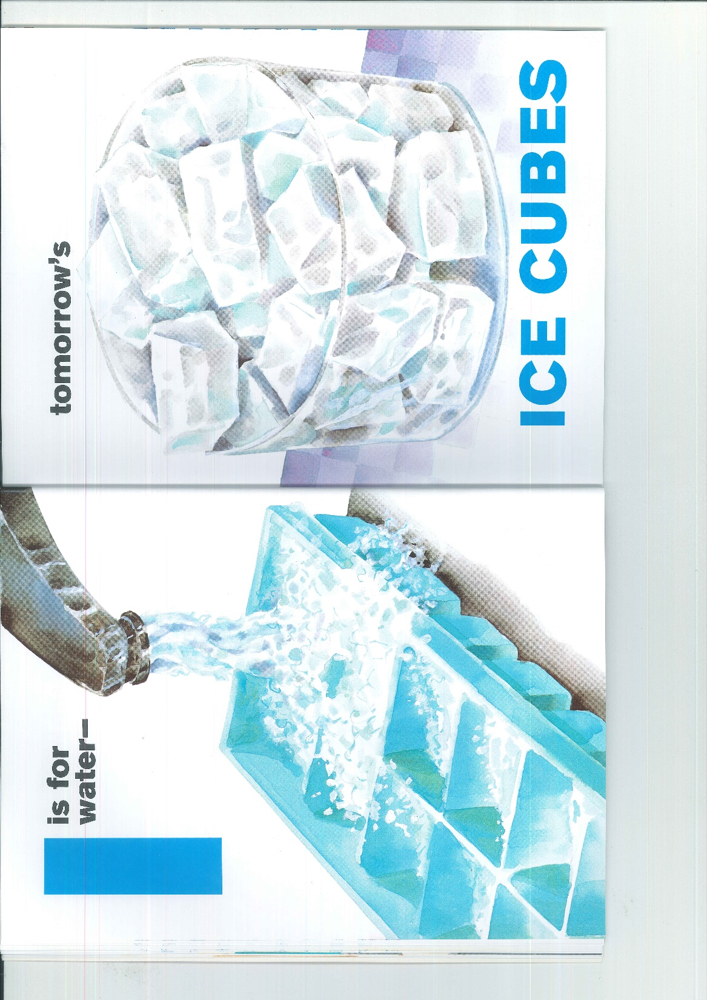 I is for
water–
tomorrow's
ICE CUBES